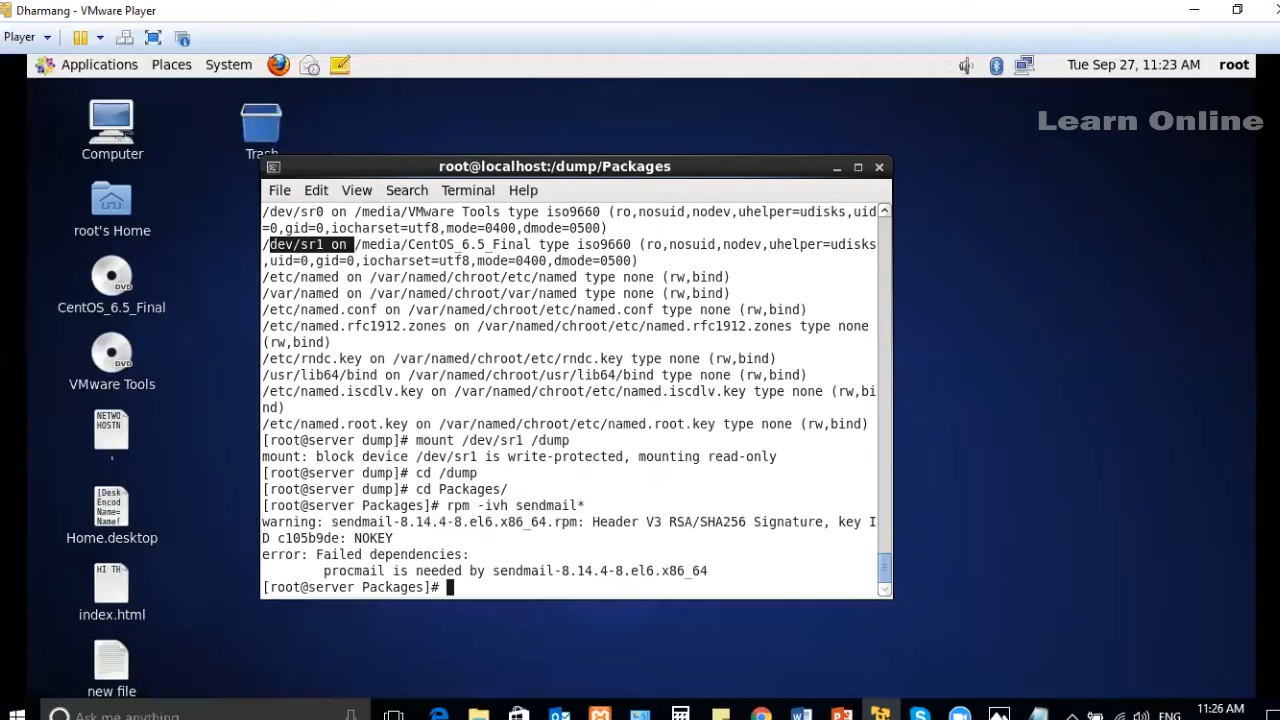 Dharmang - VMware Player
Player
Applications Places System Tue Sep 27, 11:23 AM root
Learn Online
Computer
Trash
root's Home
CentOS_6.5_Final
VMware Tools
NETWO
HOSTN
'
[Desk
Encod
Name=
Name[
Home.desktop
HI TH
index.html
new file
root@localhost:/dump/Packages
File Edit View Search Terminal Help
/dev/sr0 on /media/VMware Tools type iso9660 (ro,nosuid,nodev,uhelper=udisks,uid
=0,gid=0,iocharset=utf8,mode=0400,dmode=0500)
/dev/sr1 on /media/CentOS_6.5_Final type iso9660 (ro,nosuid,nodev,uhelper=udisks
,uid=0,gid=0,iocharset=utf8,mode=0400,dmode=0500)
/etc/named on /var/named/chroot/etc/named type none (rw,bind)
/var/named on /var/named/chroot/var/named type none (rw,bind)
/etc/named.conf on /var/named/chroot/etc/named.conf type none (rw,bind)
/etc/named.rfc1912.zones on /var/named/chroot/etc/named.rfc1912.zones type none
(rw,bind)
/etc/rndc.key on /var/named/chroot/etc/rndc.key type none (rw,bind)
/usr/lib64/bind on /var/named/chroot/usr/lib64/bind type none (rw,bind)
/etc/named.iscdlv.key on /var/named/chroot/etc/named.iscdlv.key type none (rw,bi
nd)
/etc/named.root.key on /var/named/chroot/etc/named.root.key type none (rw,bind)
[root@server dump]# mount /dev/sr1 /dump
mount: block device /dev/sr1 is write-protected, mounting read-only
[root@server dump]# cd /dump
[root@server dump]# cd Packages/
[root@server Packages]# rpm -ivh sendmail*
warning: sendmail-8.14.4-8.el6.x86_64.rpm: Header V3 RSA/SHA256 Signature, key I
D c105b9de: NOKEY
error: Failed dependencies:
procmail is needed by sendmail-8.14.4-8.el6.x86_64
[root@server Packages]#
Ask me anything
ENG 11:26 AM